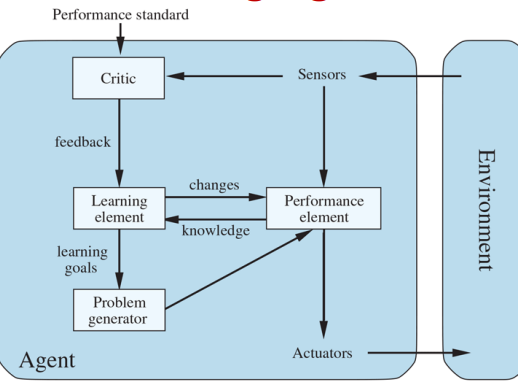 Performance standard
Critic
Sensors
feedback
changes
Learning
element
Performance
element
knowledge
learning
goals
Problem
generator
Agent
Actuators
Environment